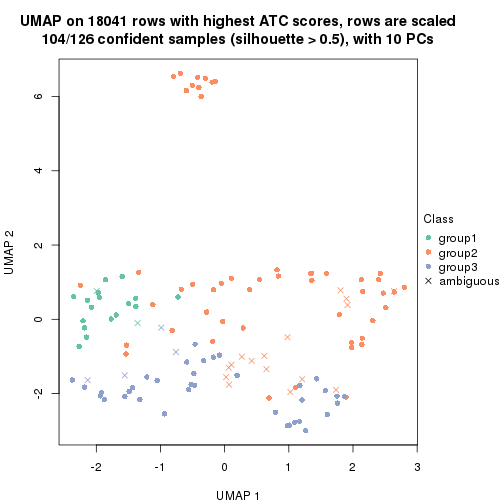 UMAP on 18041 rows with highest ATC scores, rows are scaled
104/126 confident samples (silhouette > 0.5), with 10 PCs
6
4
2
0
-2
UMAP 2
-2
-1
0
1
2
3
UMAP 1
Class
group1
group2
group3
ambiguous